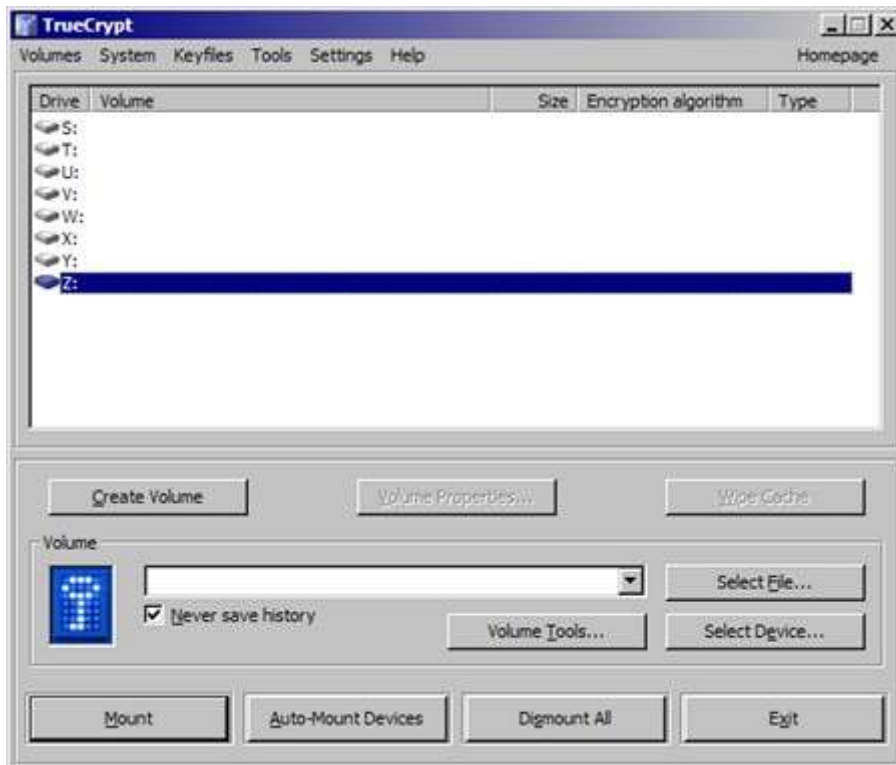 TrueCrypt
Volumes System Keyfiles Tools Settings Help Homepage
Drive Volume Size Encryption algorithm Type
S:
T:
U:
V:
W:
X:
Y:
Z:
Create Volume Volume Properties... Wipe Cache
Volume
Select File...
Never save history
Volume Tools... Select Device...
Mount Auto-Mount Devices Dismount All Exit